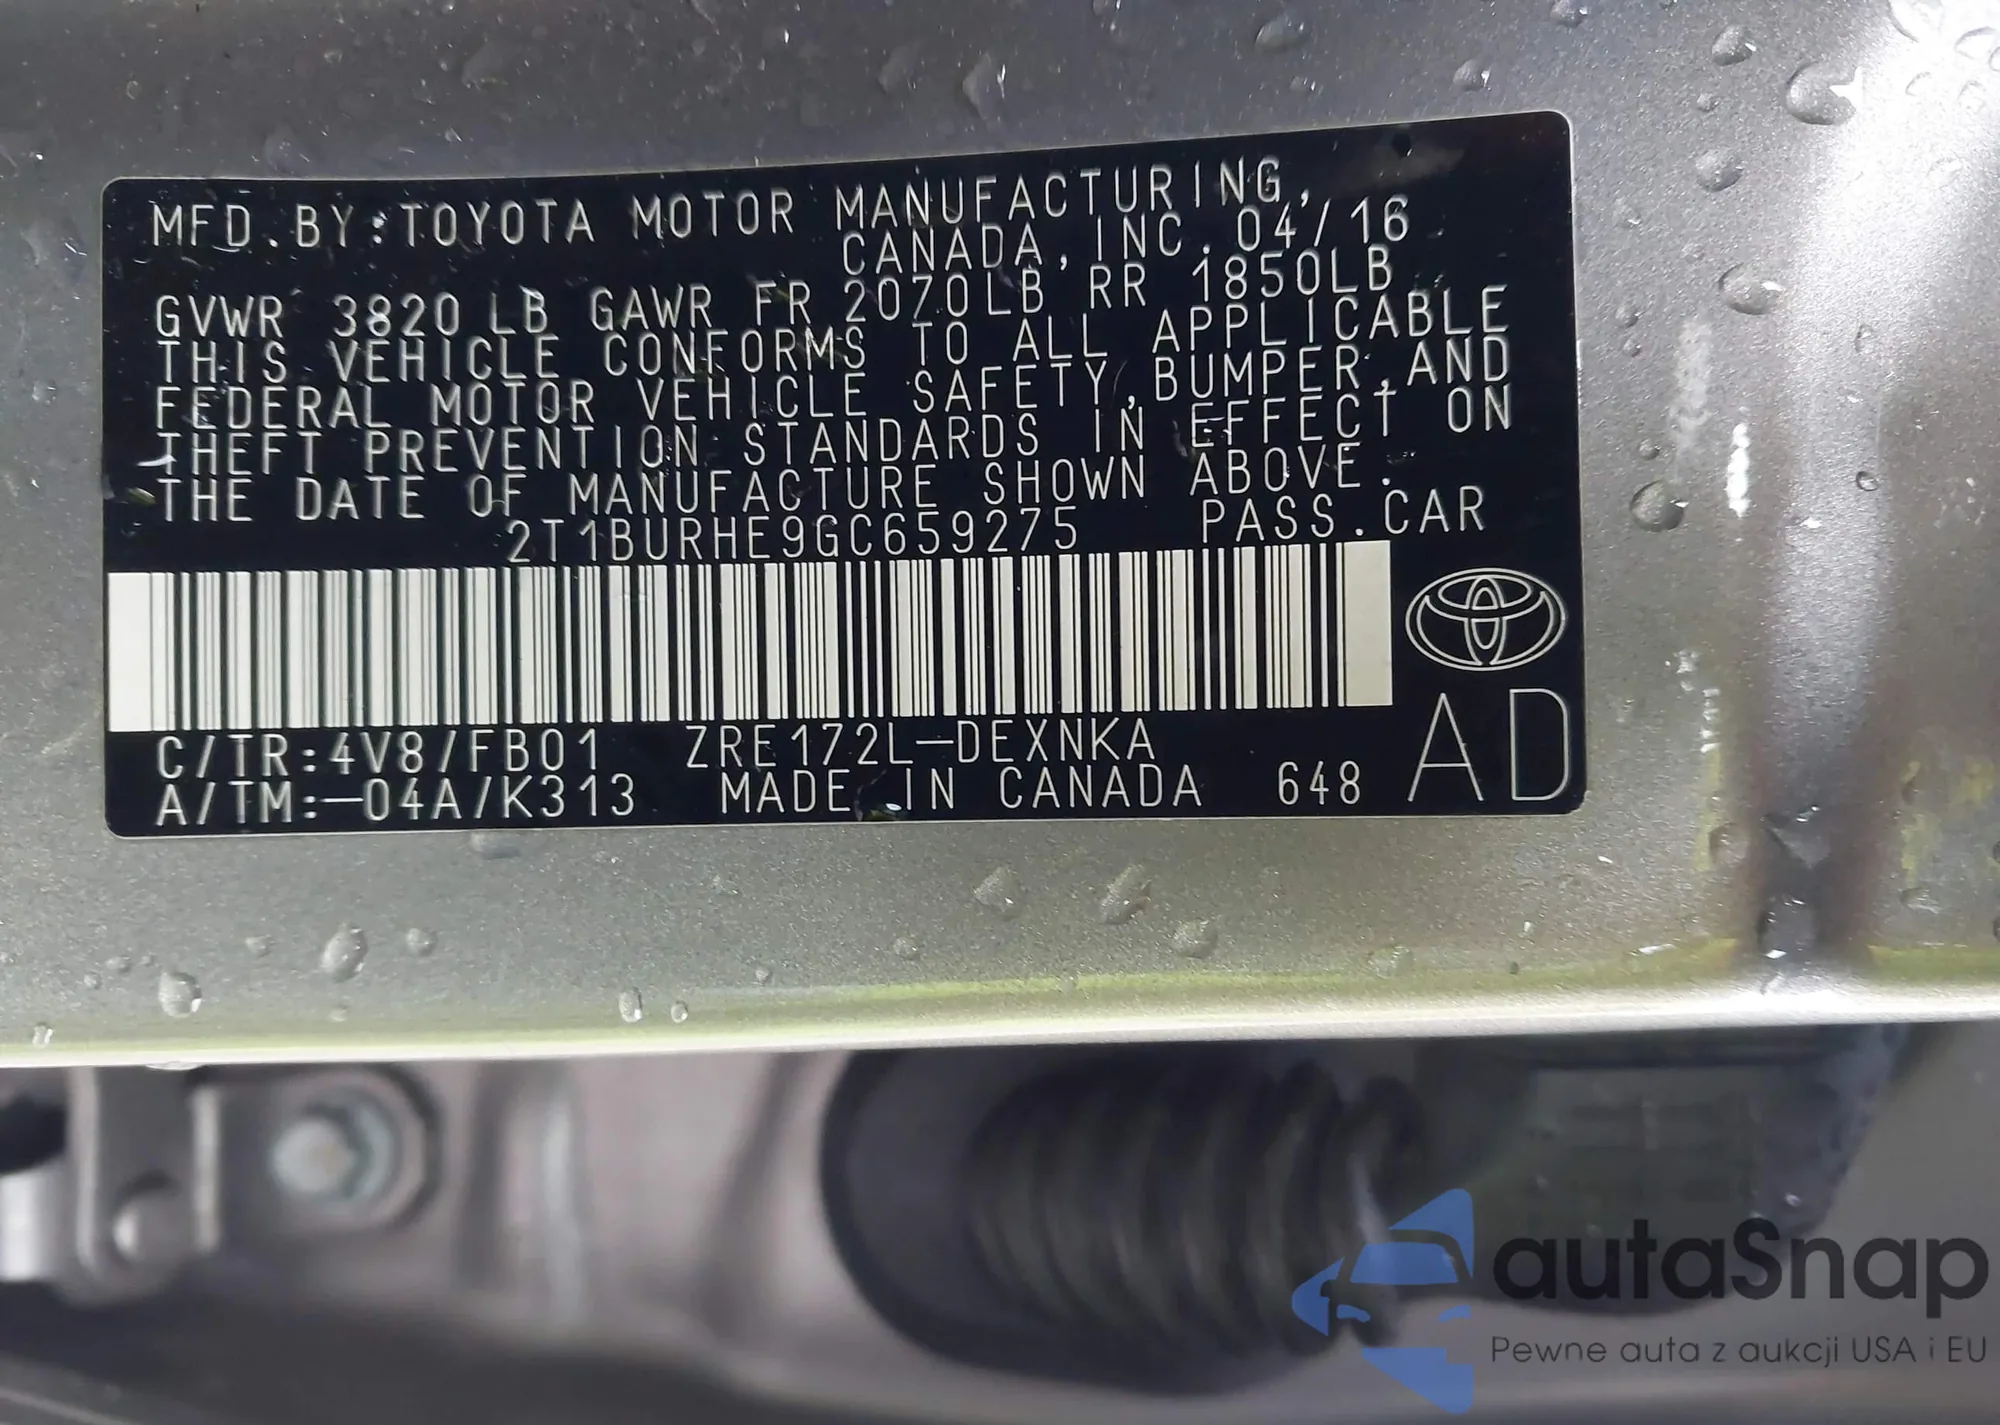 MFD.BY:TOYOTA MOTOR MANUFACTURING,
CANADA,INC. 04/16
GVWR 3820 LB GAWR FR 2070LB RR 1850LB
THIS VEHICLE CONFORMS TO ALL APPLICABLE
FEDERAL MOTOR VEHICLE SAFETY,BUMPER,AND
THEFT PREVENTION STANDARDS IN EFFECT ON
THE DATE OF MANUFACTURE SHOWN ABOVE.
2T1BURHE9GC659275 PASS.CAR
C/TR:4V8/FB01 ZRE172L-DEXNKA
A/TM:-04A/K313 MADE IN CANADA 648 AD
autaSnap
Pewne auta z aukcji USA i EU